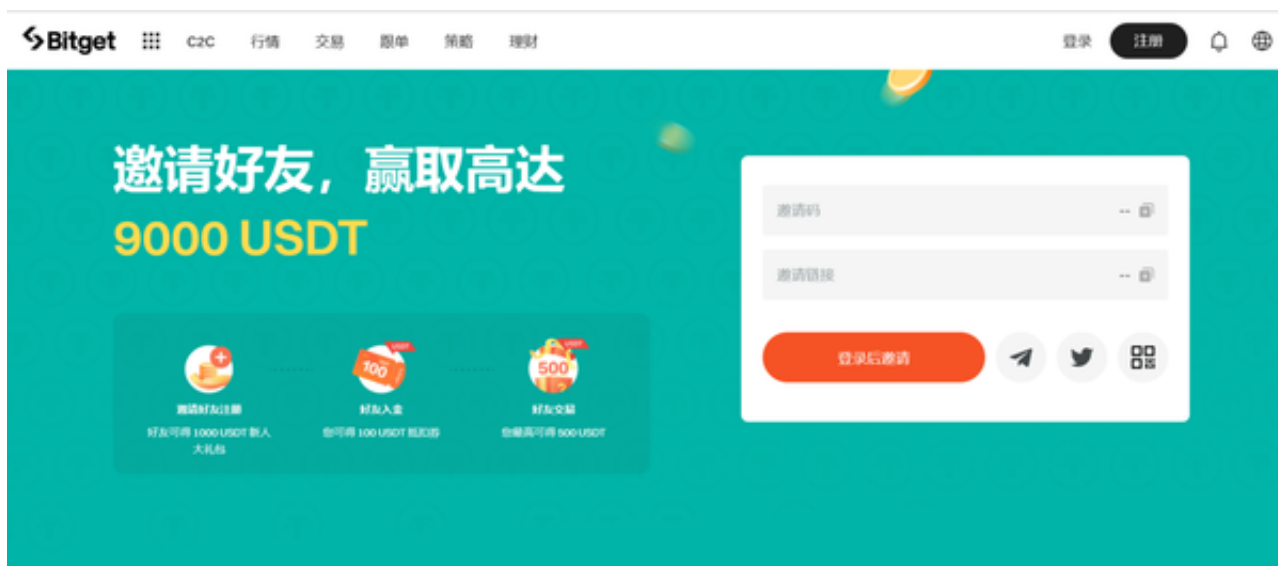 Bitget
C2C 行情 交易 跟单 策略 理财
登录 注册
邀请好友，赢取高达
9000 USDT
邀请码 --
邀请链接 --
登录后邀请
USDT
100
USDT
500
邀请好友注册
好友可得 1000 USDT 新人
大礼包
好友入金
您可得 100 USDT 抵扣券
好友交易
您最高可得 500 USDT